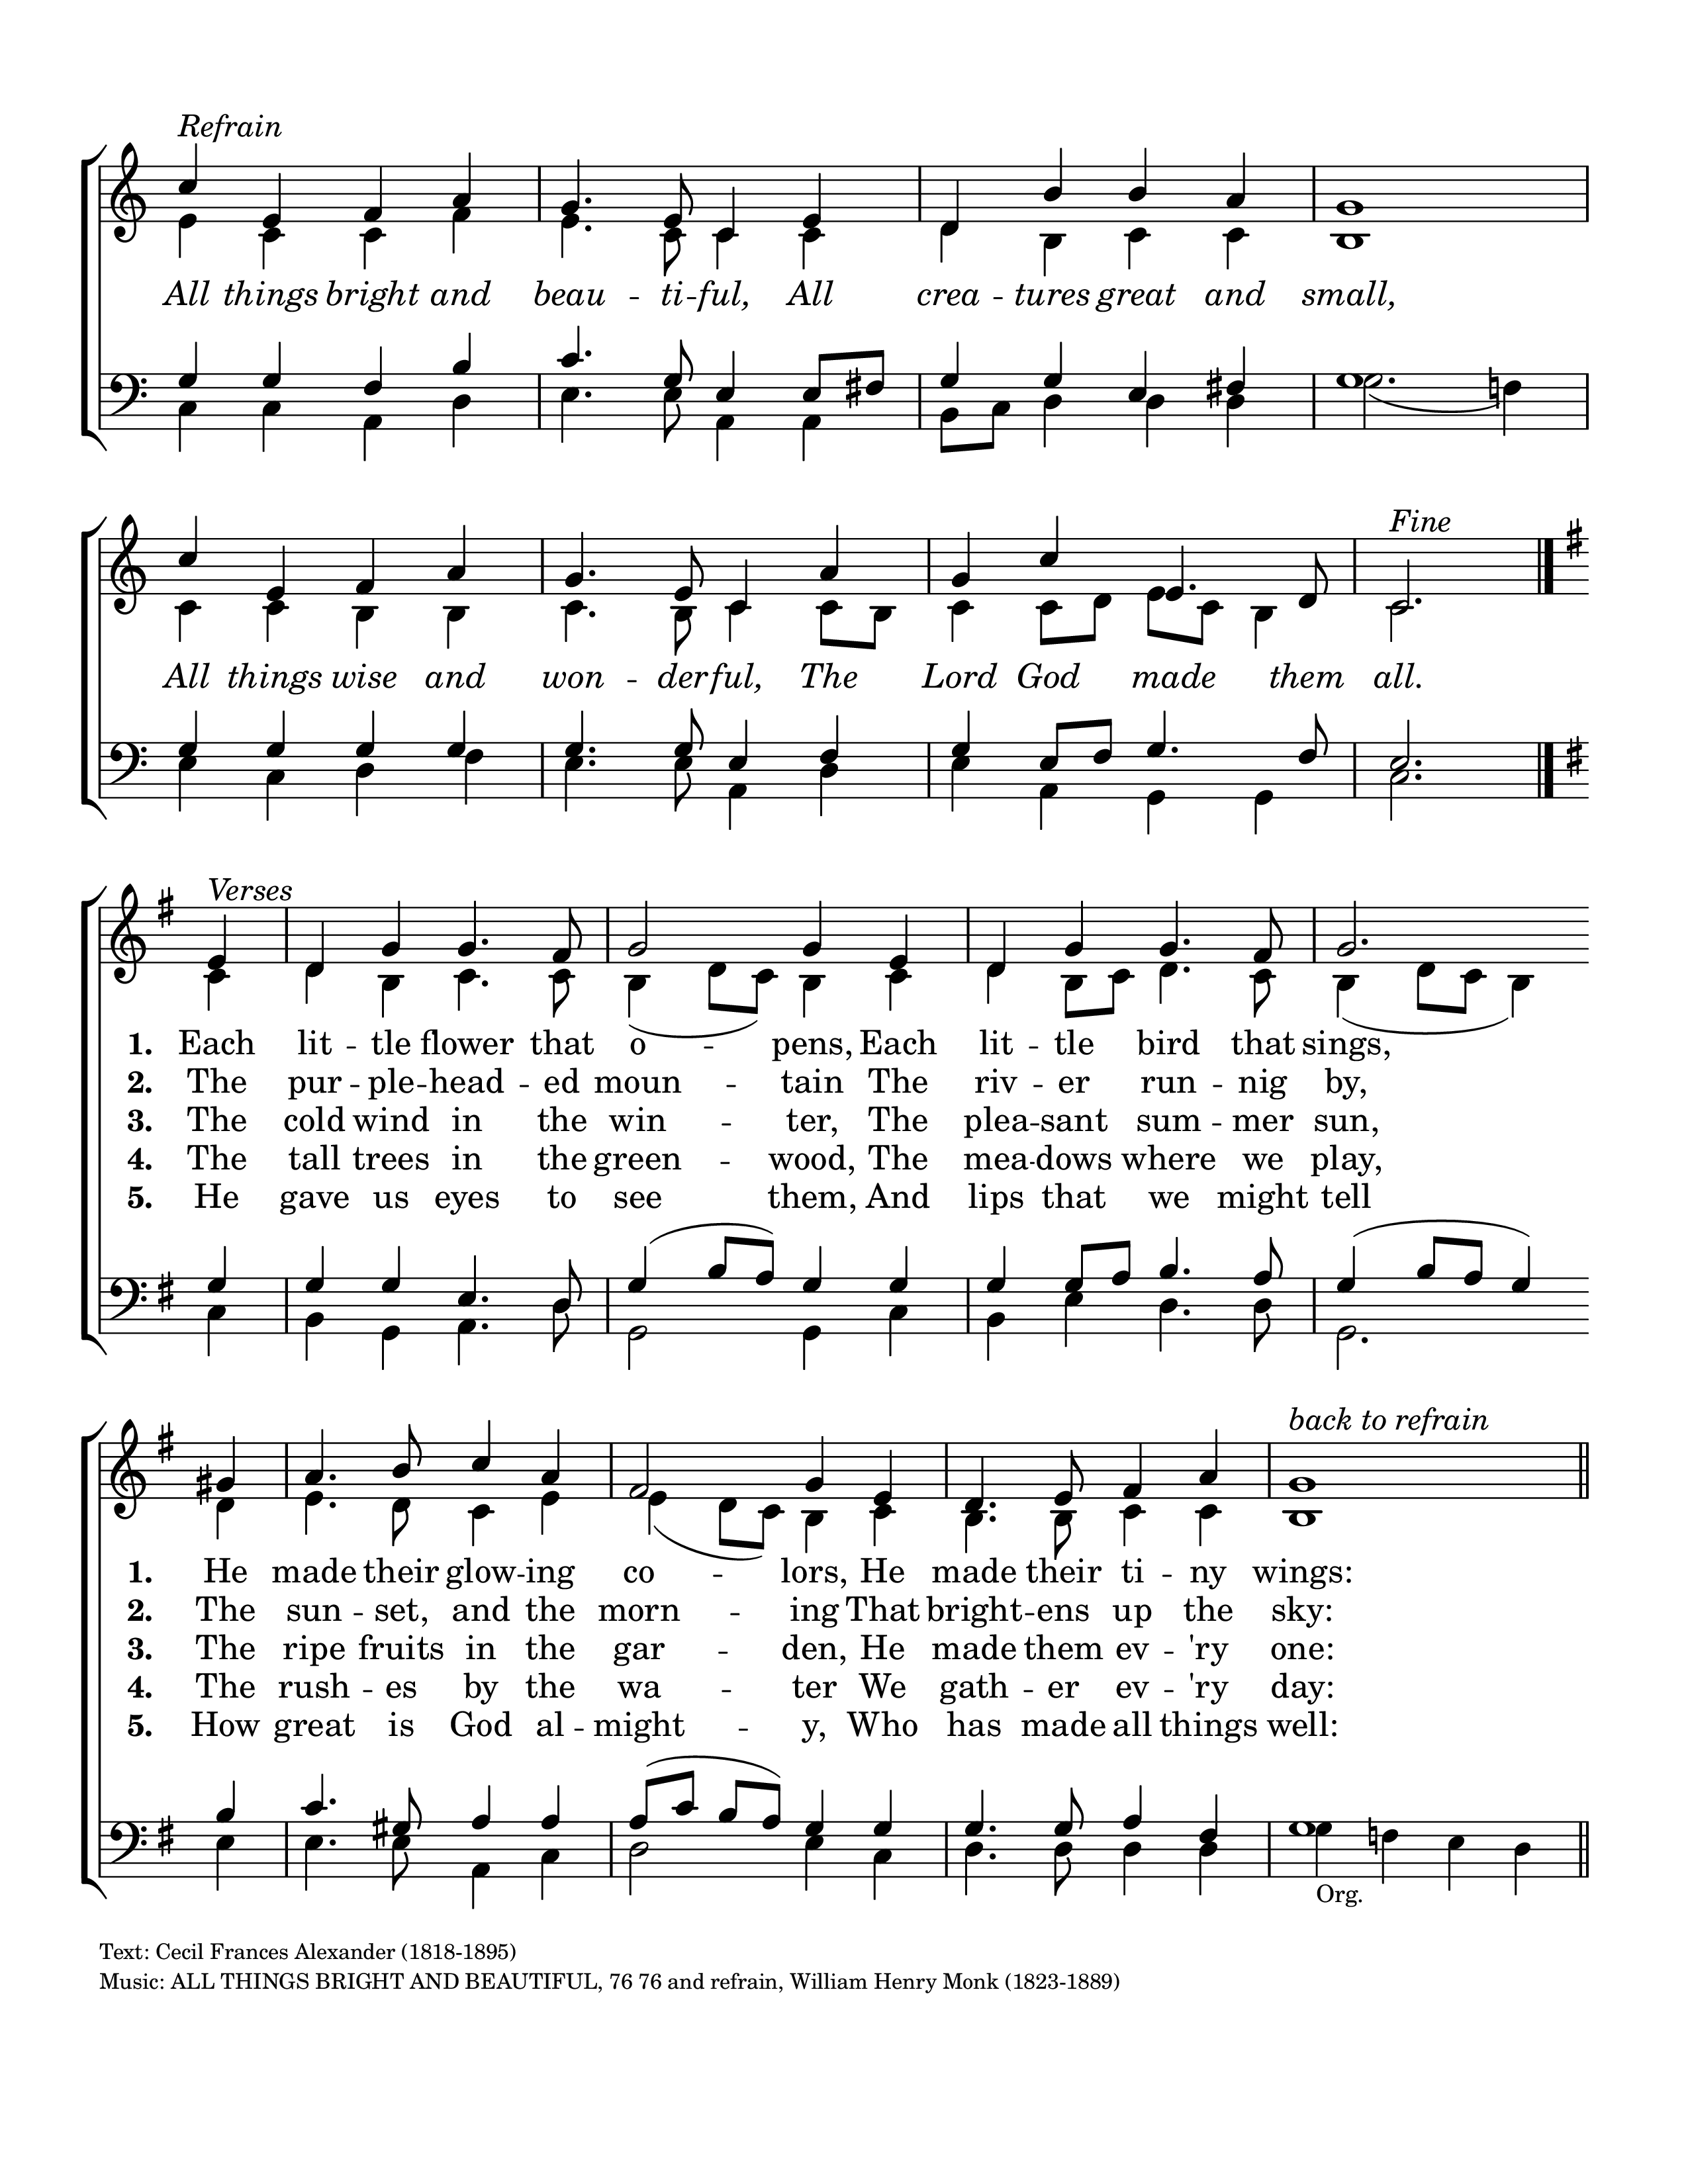 Refrain
All things bright and beau - ti - ful, All crea - tures great and small,
Fine
All things wise and won - derful, The Lord God made them all.
Verses
1. Each lit - tle flower that o - pens, Each lit - tle bird that sings,
2. The pur - ple - head - ed moun - tain The riv - er run - nig by,
3. The cold wind in the win - ter, The plea - sant sum - mer sun,
4. The tall trees in the green - wood, The mea - dows where we play,
5. He gave us eyes to see them, And lips that we might tell
back to refrain
1. He made their glow - ing co - lors, He made their ti - ny wings:
2. The sun - set, and the morn - ing That bright - ens up the sky:
3. The ripe fruits in the gar - den, He made them ev - 'ry one:
4. The rush - es by the wa - ter We gath - er ev - 'ry day:
5. How great is God al - might - y, Who has made all things well:
Org.
Text: Cecil Frances Alexander (1818-1895)
Music: ALL THINGS BRIGHT AND BEAUTIFUL, 76 76 and refrain, William Henry Monk (1823-1889)